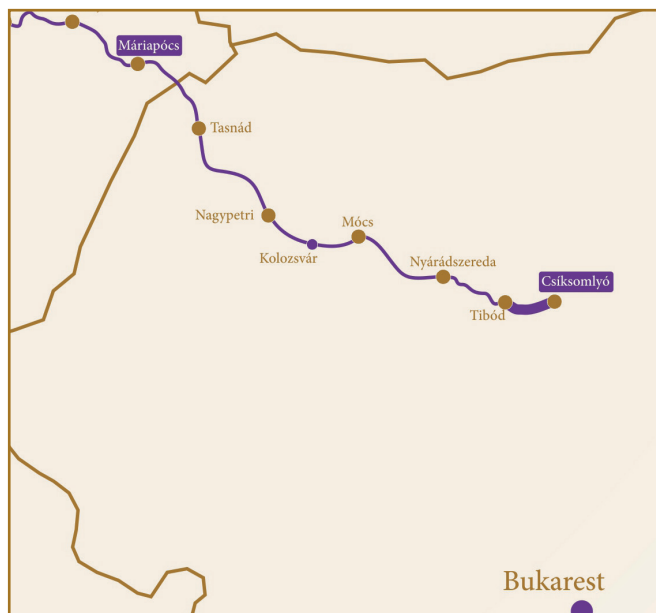 Máriapócs
Tasnád
Nagypetri
Mócs
Kolozsvár
Nyárádszereda
Csíksomlyó
Tibód
Bukarest